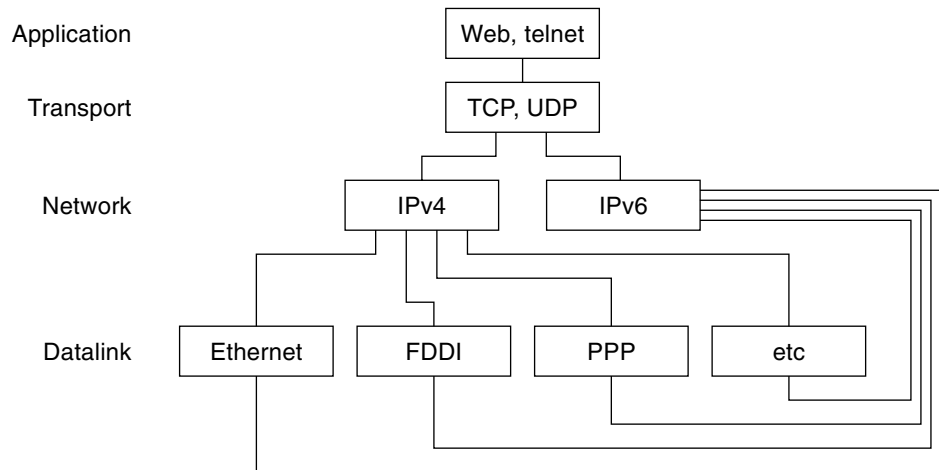 Application
Web, telnet
Transport
TCP, UDP
Network
IPv4
IPv6
Datalink
Ethernet
FDDI
PPP
etc